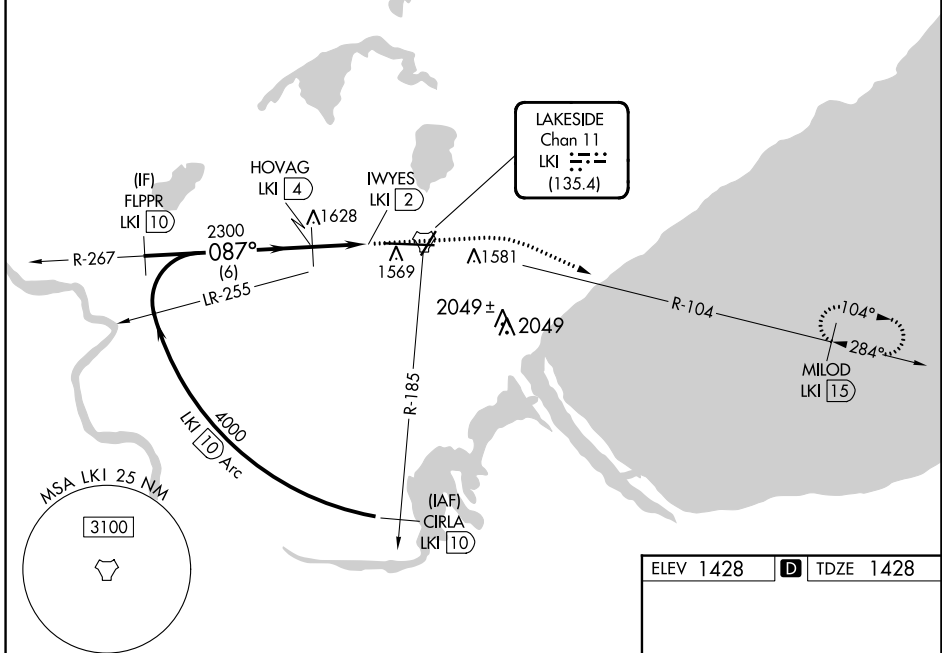 LAKESIDE
Chan 11
LKI
(135.4)
(IF)
FLPPR
LKI 10
HOVAG
LKI 4
IWYES
LKI 2
2300
087°
(6)
1628
1569
1581
R-267
LR-255
R-104
2049±
2049
104°
284°
MILOD
LKI 15
R-185
4000
LKI 10 Arc
(IAF)
CIRLA
LKI 10
MSA LKI 25 NM
3100
ELEV 1428 D TDZE 1428